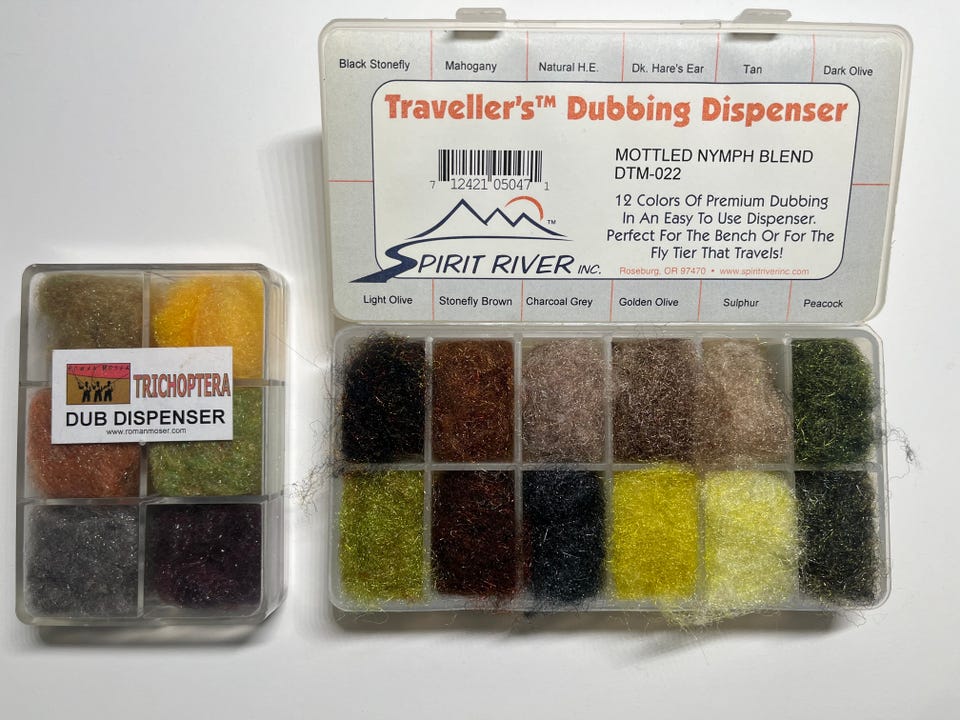 Black Stonefly Mahogany Natural H.E. Dk. Hare's Ear Tan Dark Olive
Traveller's™ Dubbing Dispenser
7 12421 05047 1
MOTTLED NYMPH BLEND
DTM-022
12 Colors Of Premium Dubbing
In An Easy To Use Dispenser.
Perfect For The Bench Or For The
Fly Tier That Travels!
™
SPIRIT RIVER INC.
Roseburg, OR 97470 • www.spiritriverinc.com
Light Olive Stonefly Brown Charcoal Grey Golden Olive Sulphur Peacock
ROMAN MOSER
TRICHOPTERA
DUB DISPENSER
www.romanmoser.com